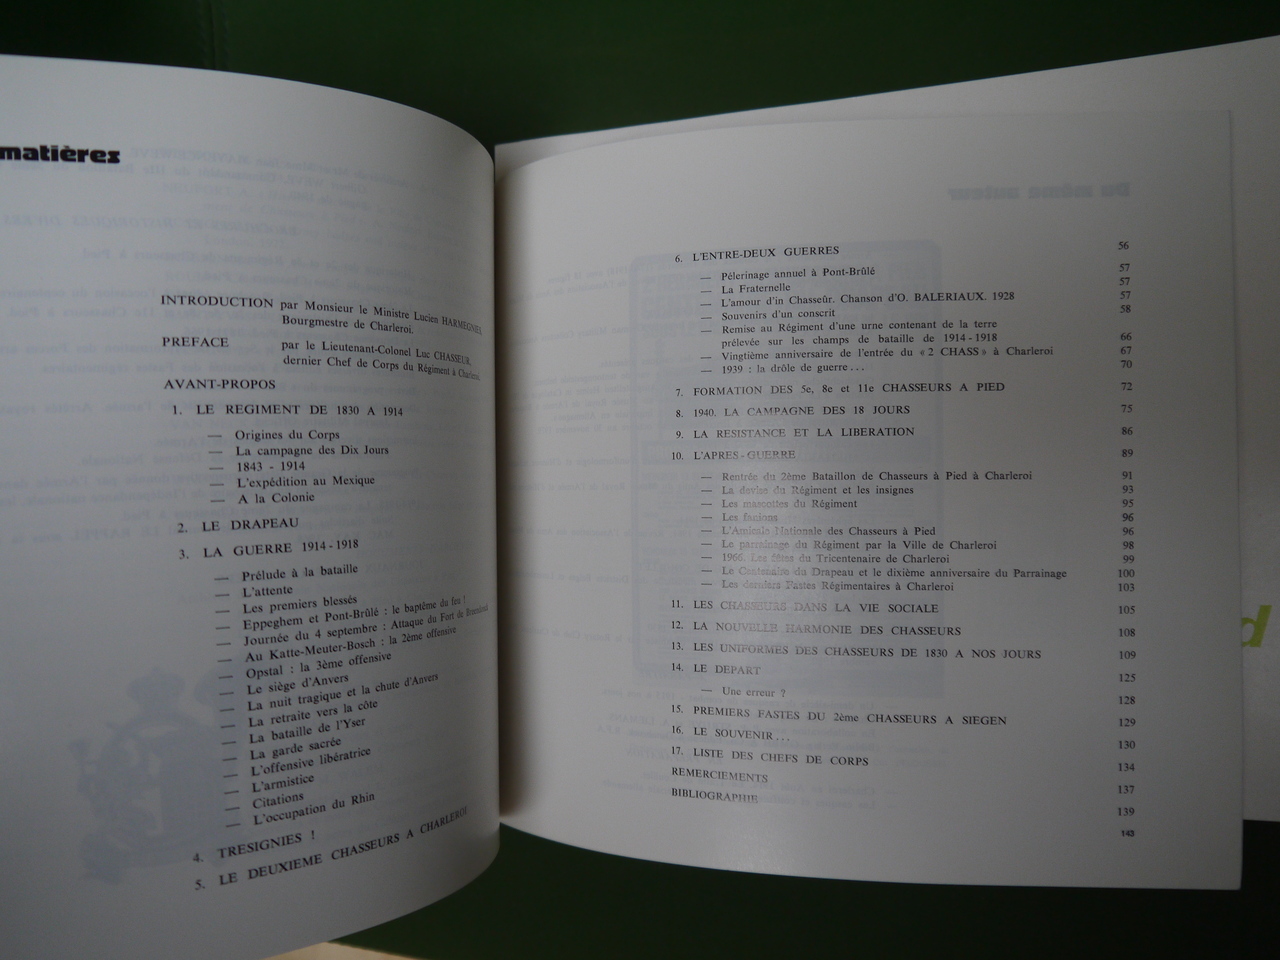 matières
INTRODUCTION par Monsieur le Ministre Lucien HARMEGNIES,
Bourgmestre de Charleroi.
PREFACE par le Lieutenant-Colonel Luc CHASSEUR,
dernier Chef de Corps du Régiment à Charleroi.
AVANT-PROPOS
1. LE REGIMENT DE 1830 A 1914
— Origines du Corps
— La campagne des Dix Jours
— 1843 - 1914
— L'expédition au Mexique
— A la Colonie
2. LE DRAPEAU
3. LA GUERRE 1914-1918
— Prélude à la bataille
— L'attente
— Les premiers blessés
— Eppeghem et Pont-Brûlé : le baptême du feu !
— Journée du 4 septembre : Attaque du Fort de
— Au Katte-Meuter-Bosch : la 2ème offensive
— Opstal : la 3ème offensive
— Le siège d'Anvers
— La nuit tragique et la chute d'Anvers
— La retraite vers la côte
— La bataille de l'Yser
— La garde sacrée
— L'offensive libératrice
— L'armistice
— Citations
— L'occupation du Rhin
4. TRESIGNIES !
5. LE DEUXIEME CHASSEURS A CHARLEROI
6. L'ENTRE-DEUX GUERRES 56
— Pélerinage annuel à Pont-Brûlé 57
— La Fraternelle 57
— L'amour d'in Chasseûr. Chanson d'O. BALERIAUX. 1928 57
— Souvenirs d'un conscrit 58
— Remise au Régiment d'une urne contenant de la terre
prélevée sur les champs de bataille de 1914-1918 66
— Vingtième anniversaire de l'entrée du « 2 CHASS » à Charleroi 67
— 1939 : la drôle de guerre... 70
7. FORMATION DES 5e, 8e et 11e CHASSEURS A PIED 72
8. 1940. LA CAMPAGNE DES 18 JOURS 75
9. LA RESISTANCE ET LA LIBERATION 86
10. L'APRES-GUERRE 89
— Rentrée du 2ème Bataillon de Chasseurs à Pied à Charleroi 91
— La devise du Régiment et les insignes 93
— Les mascottes du Régiment 95
— Les fanions 96
— L'Amicale Nationale des Chasseurs à Pied 96
— Le parrainage du Régiment par la Ville de Charleroi 98
— 1966. Les fêtes du Tricentenaire de Charleroi 99
— Le Centenaire du Drapeau et le dixième anniversaire du Parrainage 100
— Les derniers Fastes Régimentaires à Charleroi 103
11. LES CHASSEURS DANS LA VIE SOCIALE 105
12. LA NOUVELLE HARMONIE DES CHASSEURS 108
13. LES UNIFORMES DES CHASSEURS DE 1830 A NOS JOURS 109
14. LE DEPART 125
— Une erreur ? 128
15. PREMIERS FASTES DU 2ème CHASSEURS A SIEGEN 129
16. LE SOUVENIR... 130
17. LISTE DES CHEFS DE CORPS 134
REMERCIEMENTS 137
BIBLIOGRAPHIE 139
143
d